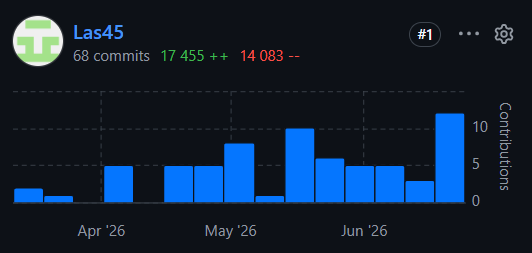 Las45
#1
68 commits 17 455 ++ 14 083 --
10
5
0
Contributions
Apr '26 May '26 Jun '26